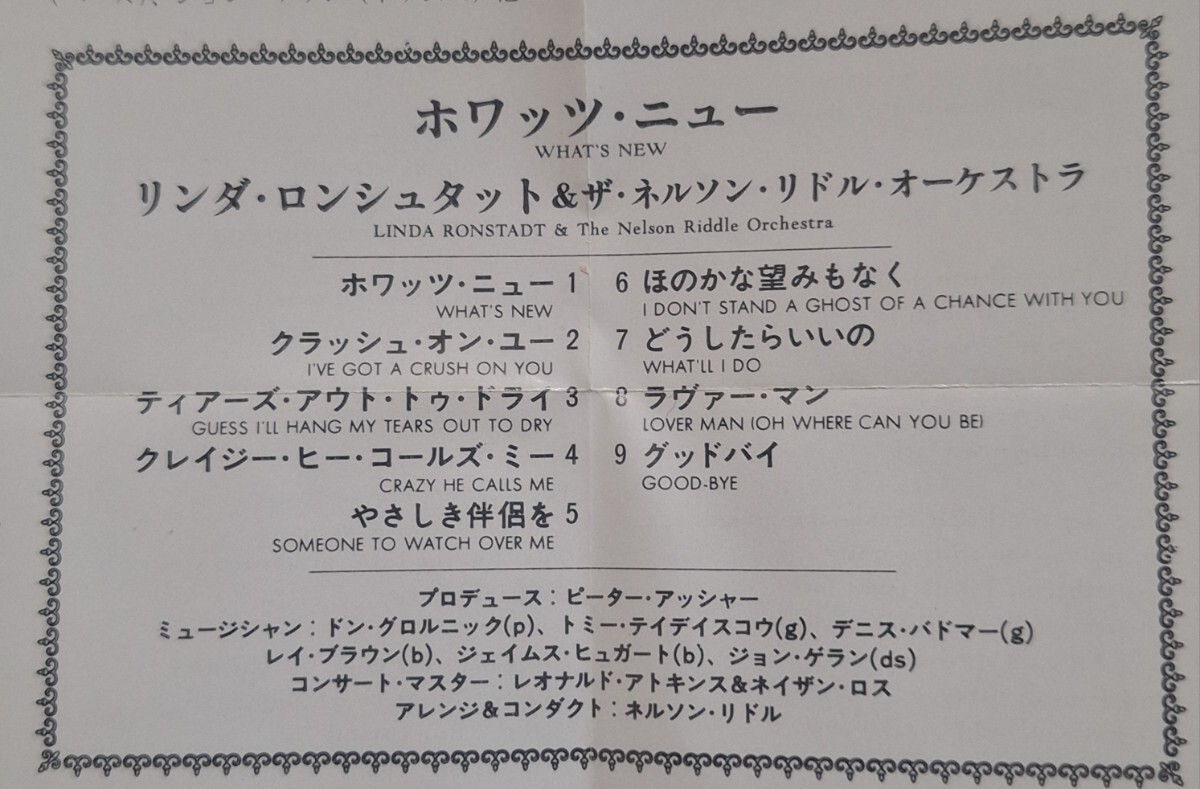 ホワッツ・ニュー
WHAT'S NEW
リンダ・ロンシュタット&ザ・ネルソン・リドル・オーケストラ
LINDA RONSTADT & The Nelson Riddle Orchestra
ホワッツ・ニュー 1
WHAT'S NEW
クラッシュ・オン・ユー 2
I'VE GOT A CRUSH ON YOU
ティアーズ・アウト・トゥ・ドライ 3
GUESS I'LL HANG MY TEARS OUT TO DRY
クレイジー・ヒー・コールズ・ミー 4
CRAZY HE CALLS ME
やさしき伴侶を 5
SOMEONE TO WATCH OVER ME
6 ほのかな望みもなく
I DON'T STAND A GHOST OF A CHANCE WITH YOU
7 どうしたらいいの
WHAT'LL I DO
8 ラヴァー・マン
LOVER MAN (OH WHERE CAN YOU BE)
9 グッドバイ
GOOD-BYE
プロデュース：ピーター・アッシャー
ミュージシャン：ドン・グロルニック(p)、トミー・テイデイスコウ(g)、デニス・バドマー(g)
レイ・ブラウン(b)、ジェイムス・ヒュガート(b)、ジョン・ゲラン(ds)
コンサート・マスター：レオナルド・アトキンス&ネイザン・ロス
アレンジ&コンダクト：ネルソン・リドル